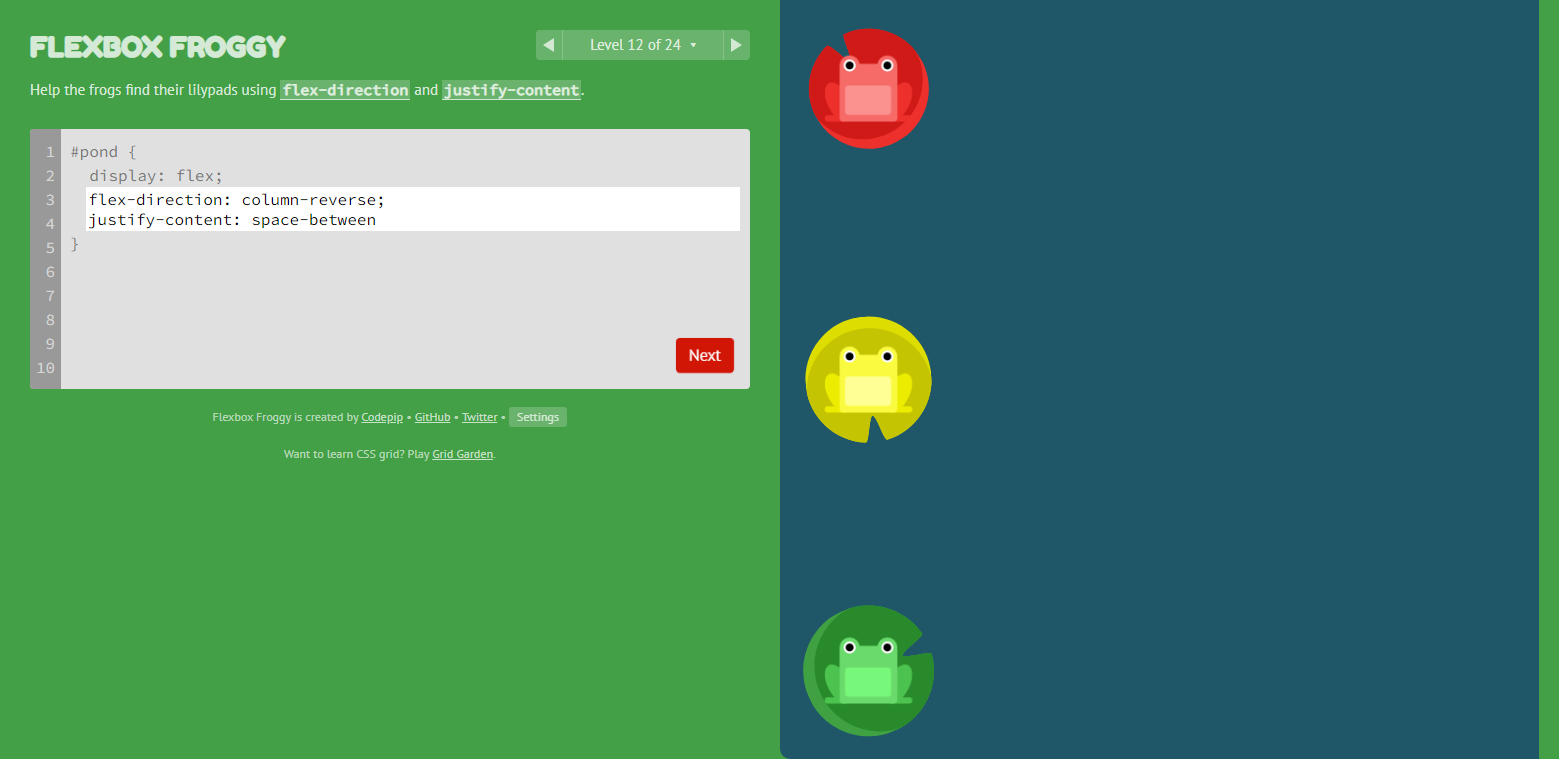 FLEXBOX FROGGY
Level 12 of 24
Help the frogs find their lilypads using flex-direction and justify-content.
1 #pond {
2 display: flex;
3 flex-direction: column-reverse;
4 justify-content: space-between
5 }
6
7
8
9
10
Next
Flexbox Froggy is created by Codepip • GitHub • Twitter • Settings
Want to learn CSS grid? Play Grid Garden.